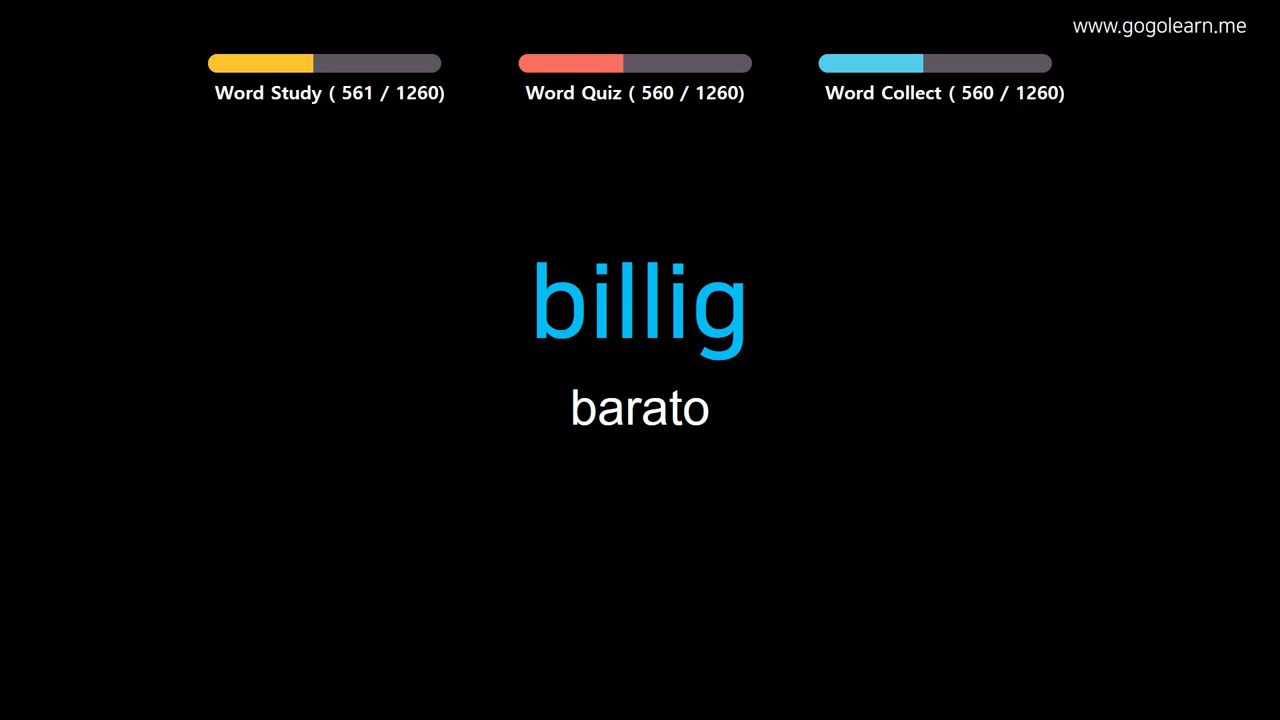 www.gogolearn.me
Word Study ( 561 / 1260)
Word Quiz ( 560 / 1260)
Word Collect ( 560 / 1260)
billig
barato